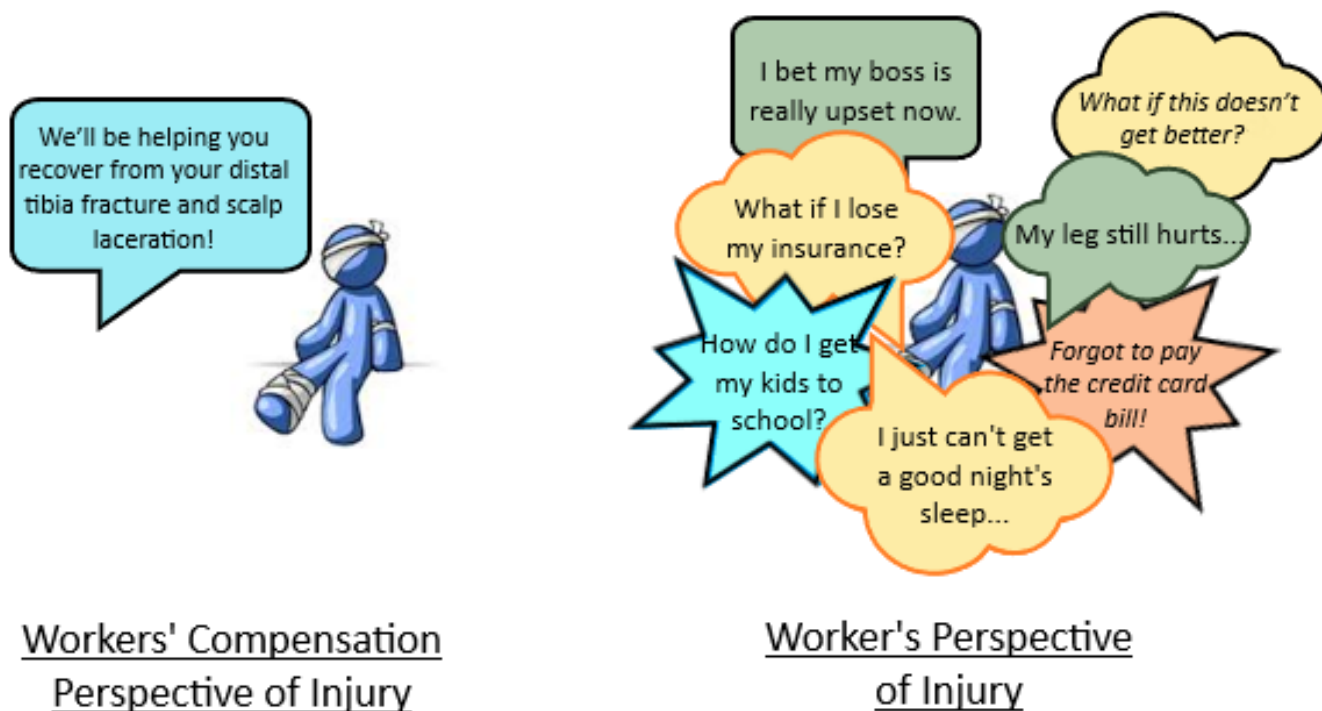 We’ll be helping you
recover from your distal
tibia fracture and scalp
laceration!
Workers' Compensation
Perspective of Injury
I bet my boss is
really upset now.
What if this doesn’t
get better?
What if I lose
my insurance?
My leg still hurts...
How do I get
my kids to
school?
Forgot to pay
the credit card
bill!
I just can't get
a good night's
sleep...
Worker's Perspective
of Injury